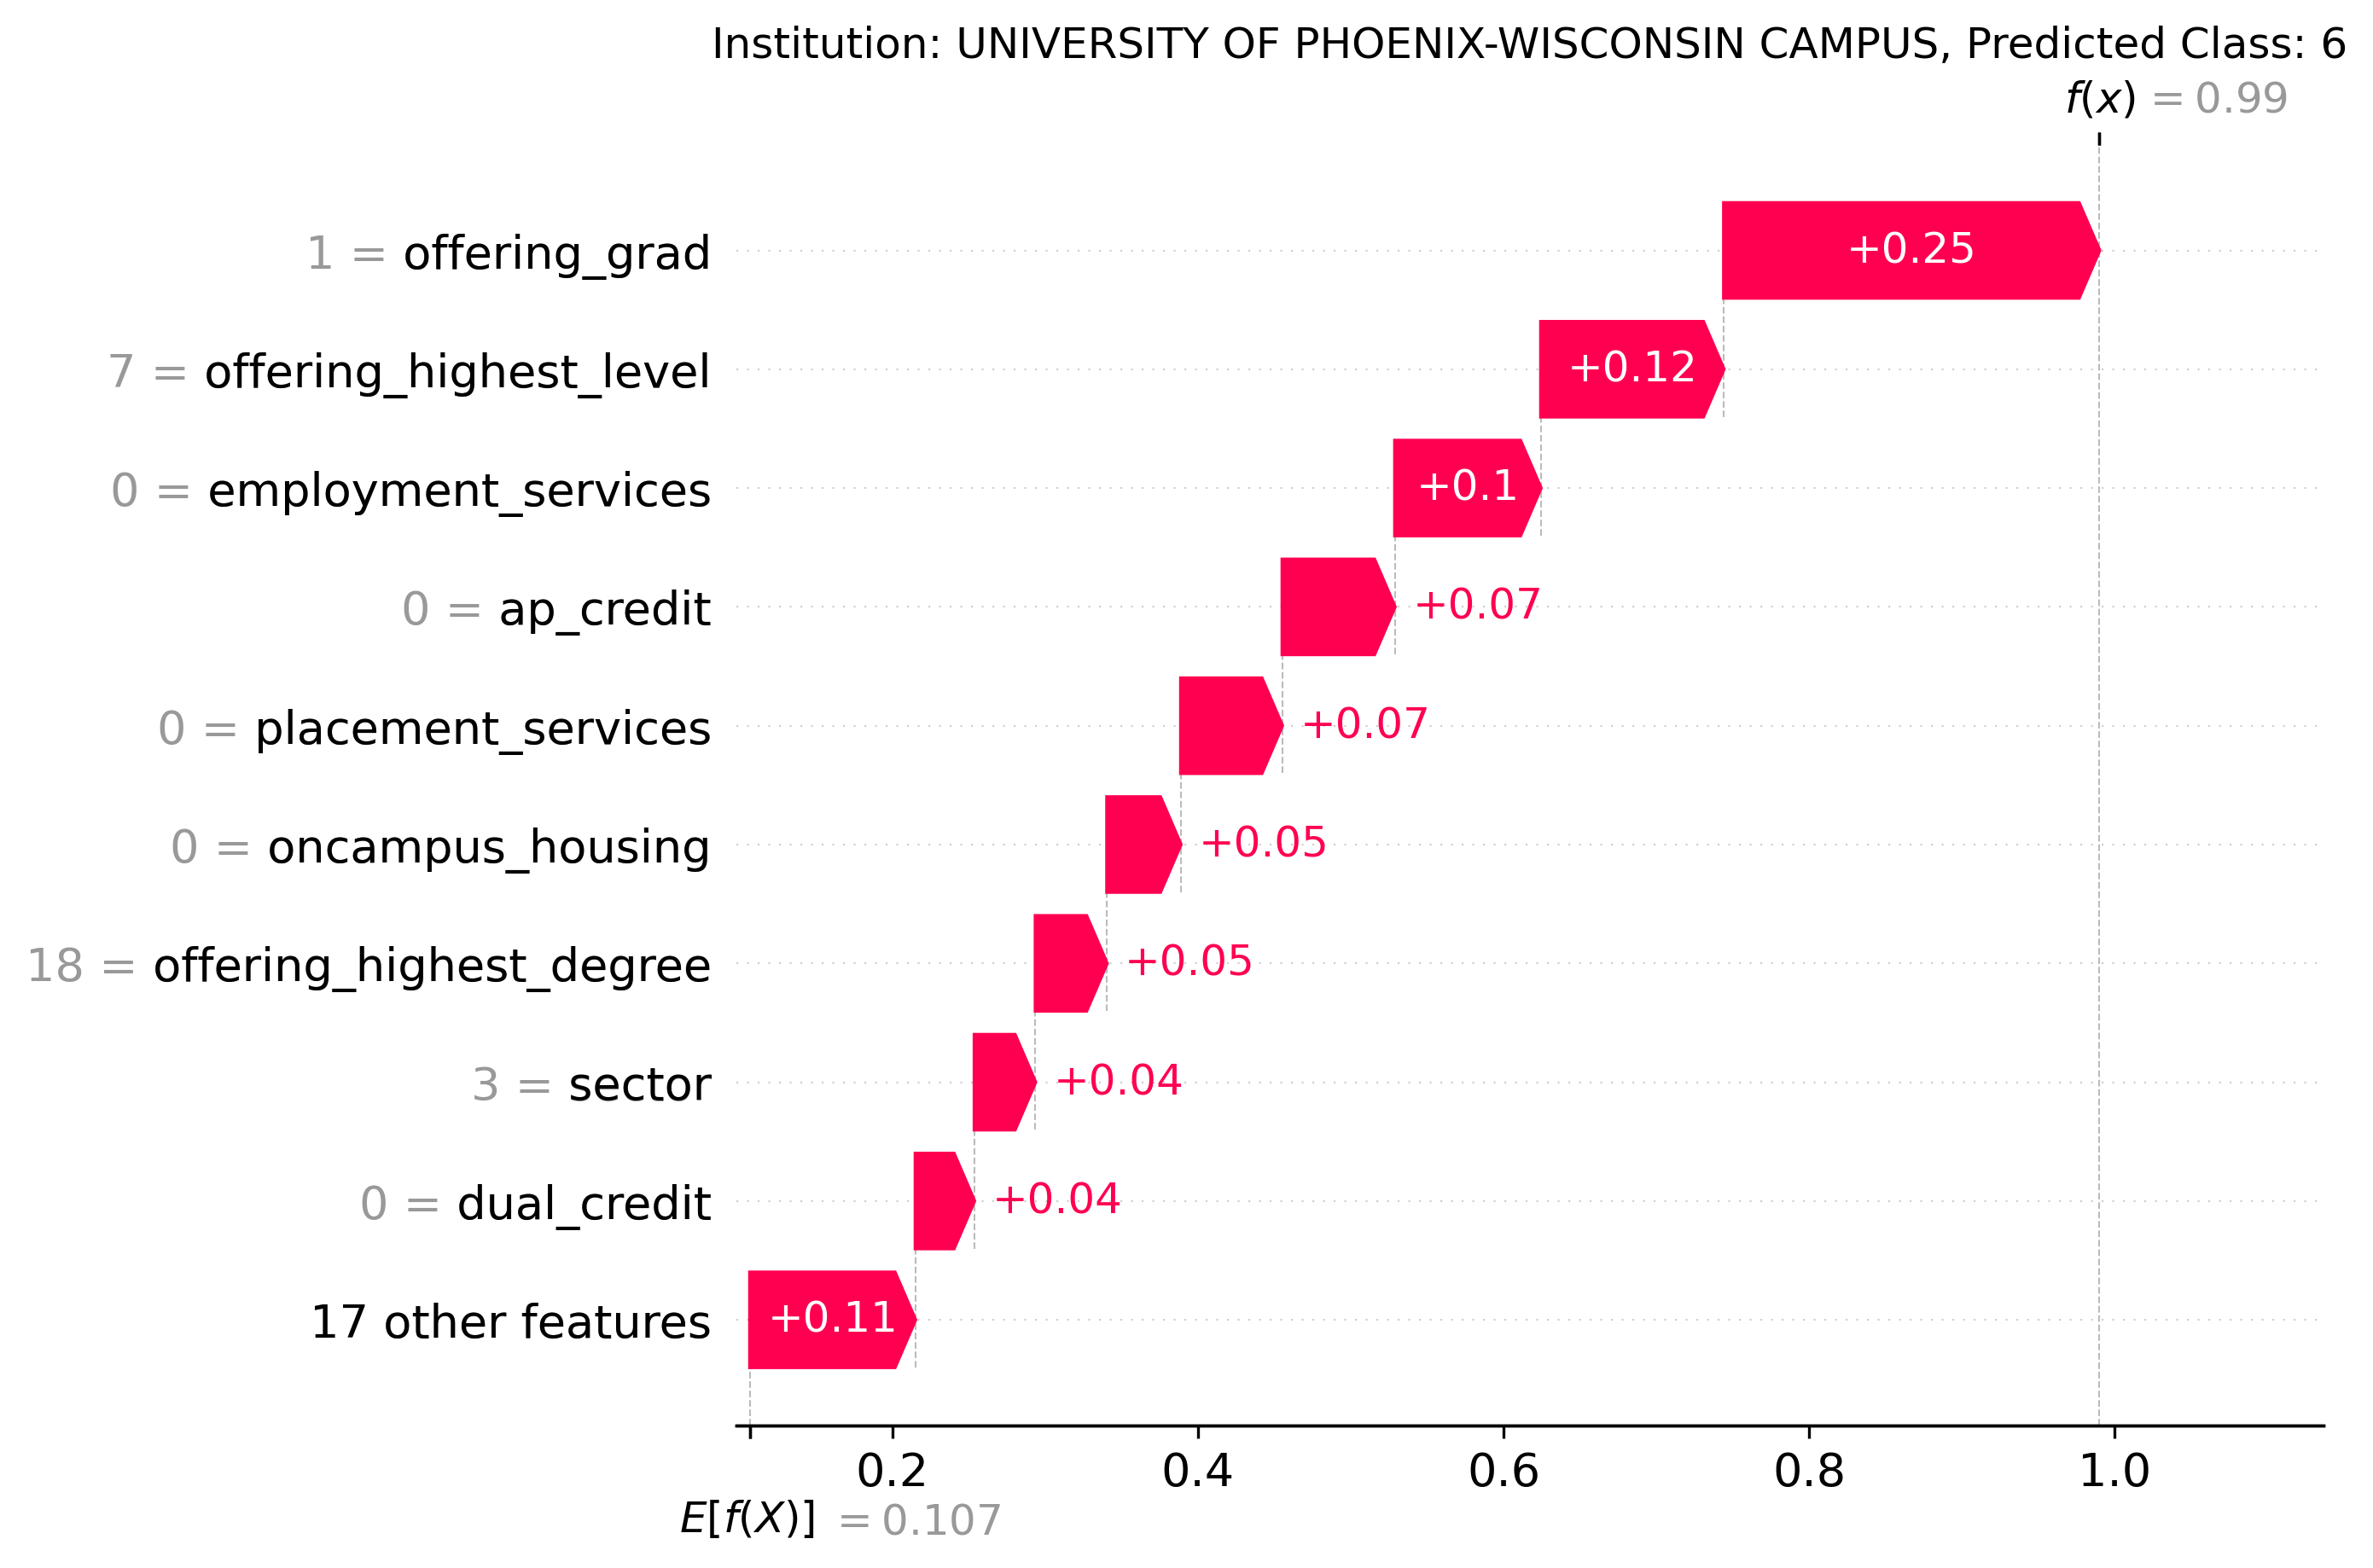 Institution: UNIVERSITY OF PHOENIX-WISCONSIN CAMPUS, Predicted Class: 6
f(x) = 0.99
1 = offering_grad +0.25
7 = offering_highest_level +0.12
0 = employment_services +0.1
0 = ap_credit +0.07
0 = placement_services +0.07
0 = oncampus_housing +0.05
18 = offering_highest_degree +0.05
3 = sector +0.04
0 = dual_credit +0.04
17 other features +0.11
0.2 0.4 0.6 0.8 1.0
E[f(X)] = 0.107